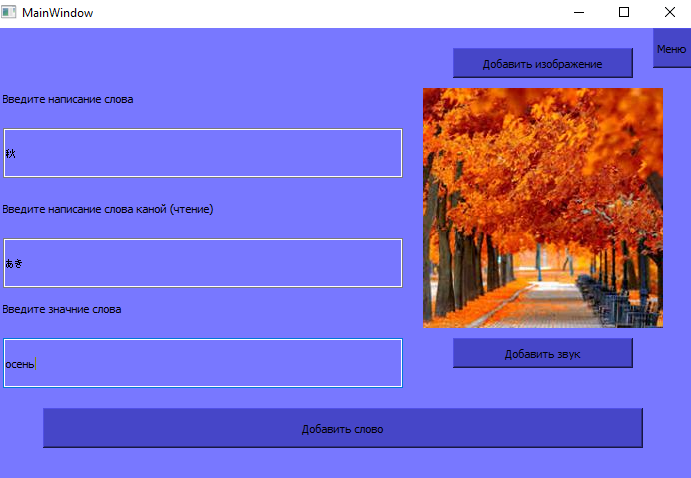 MainWindow
Меню
Добавить изображение
Введите написание слова
秋
Введите написание слова каной (чтение)
あき
Введите значние слова
осень
Добавить звук
Добавить слово